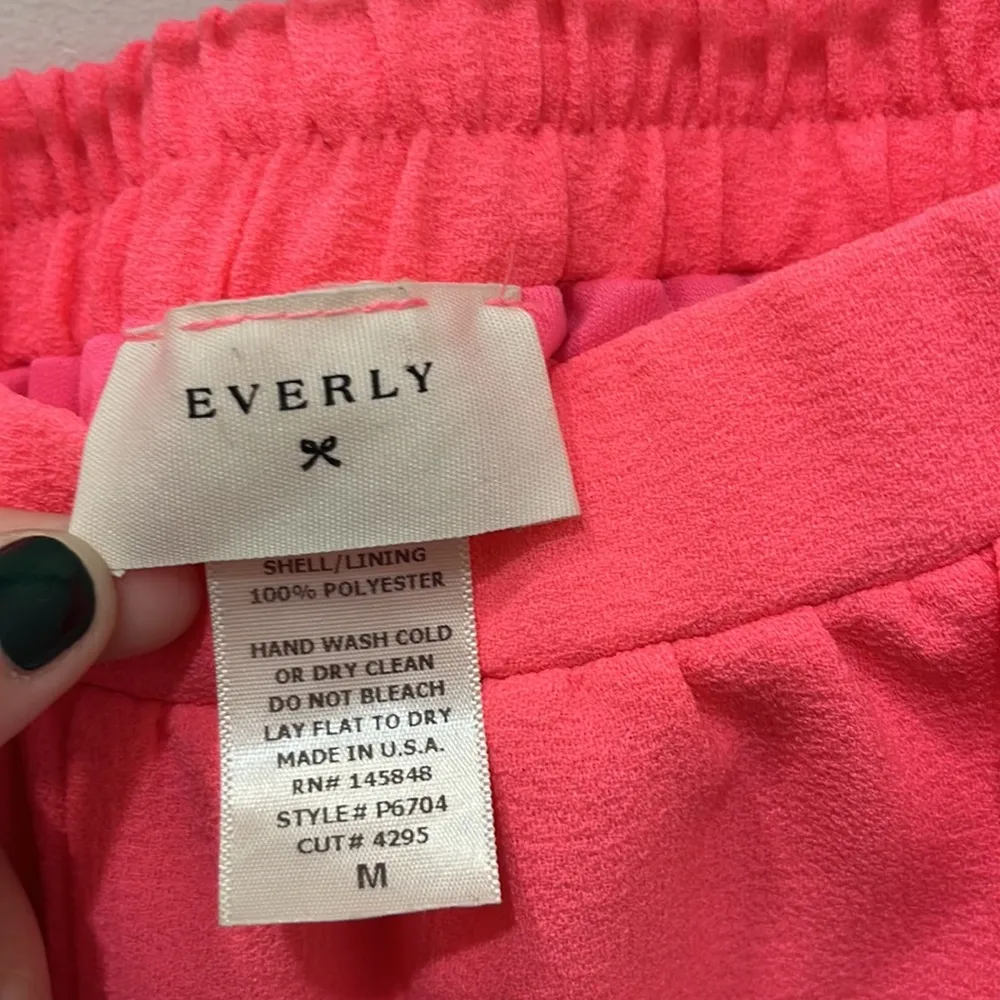 EVERLY
SHELL/LINING
100% POLYESTER
HAND WASH COLD
OR DRY CLEAN
DO NOT BLEACH
LAY FLAT TO DRY
MADE IN U.S.A.
RN# 145848
STYLE# P6704
CUT# 4295
M